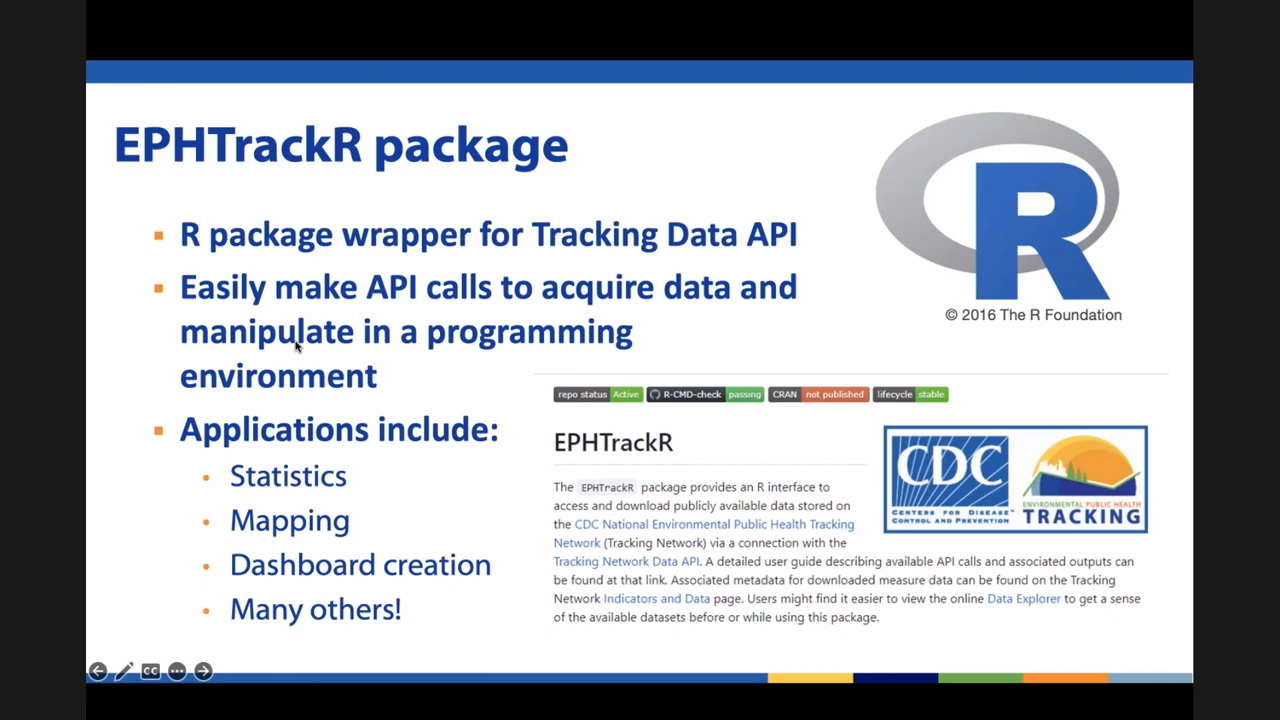 EPHTrackR package
R package wrapper for Tracking Data API
Easily make API calls to acquire data and
manipulate in a programming
environment
Applications include:
Statistics
Mapping
Dashboard creation
Many others!
R
© 2016 The R Foundation
repo status Active R-CMD-check passing CRAN not published lifecycle stable
EPHTrackR
The EPHTrackR package provides an R interface to
access and download publicly available data stored on
the CDC National Environmental Public Health Tracking
Network (Tracking Network) via a connection with the
Tracking Network Data API. A detailed user guide describing available API calls and associated outputs can
be found at that link. Associated metadata for downloaded measure data can be found on the Tracking
Network Indicators and Data page. Users might find it easier to view the online Data Explorer to get a sense
of the available datasets before or while using this package.
CDC
CENTERS FOR DISEASE™
CONTROL AND PREVENTION
ENVIRONMENTAL PUBLIC HEALTH
TRACKING
CC